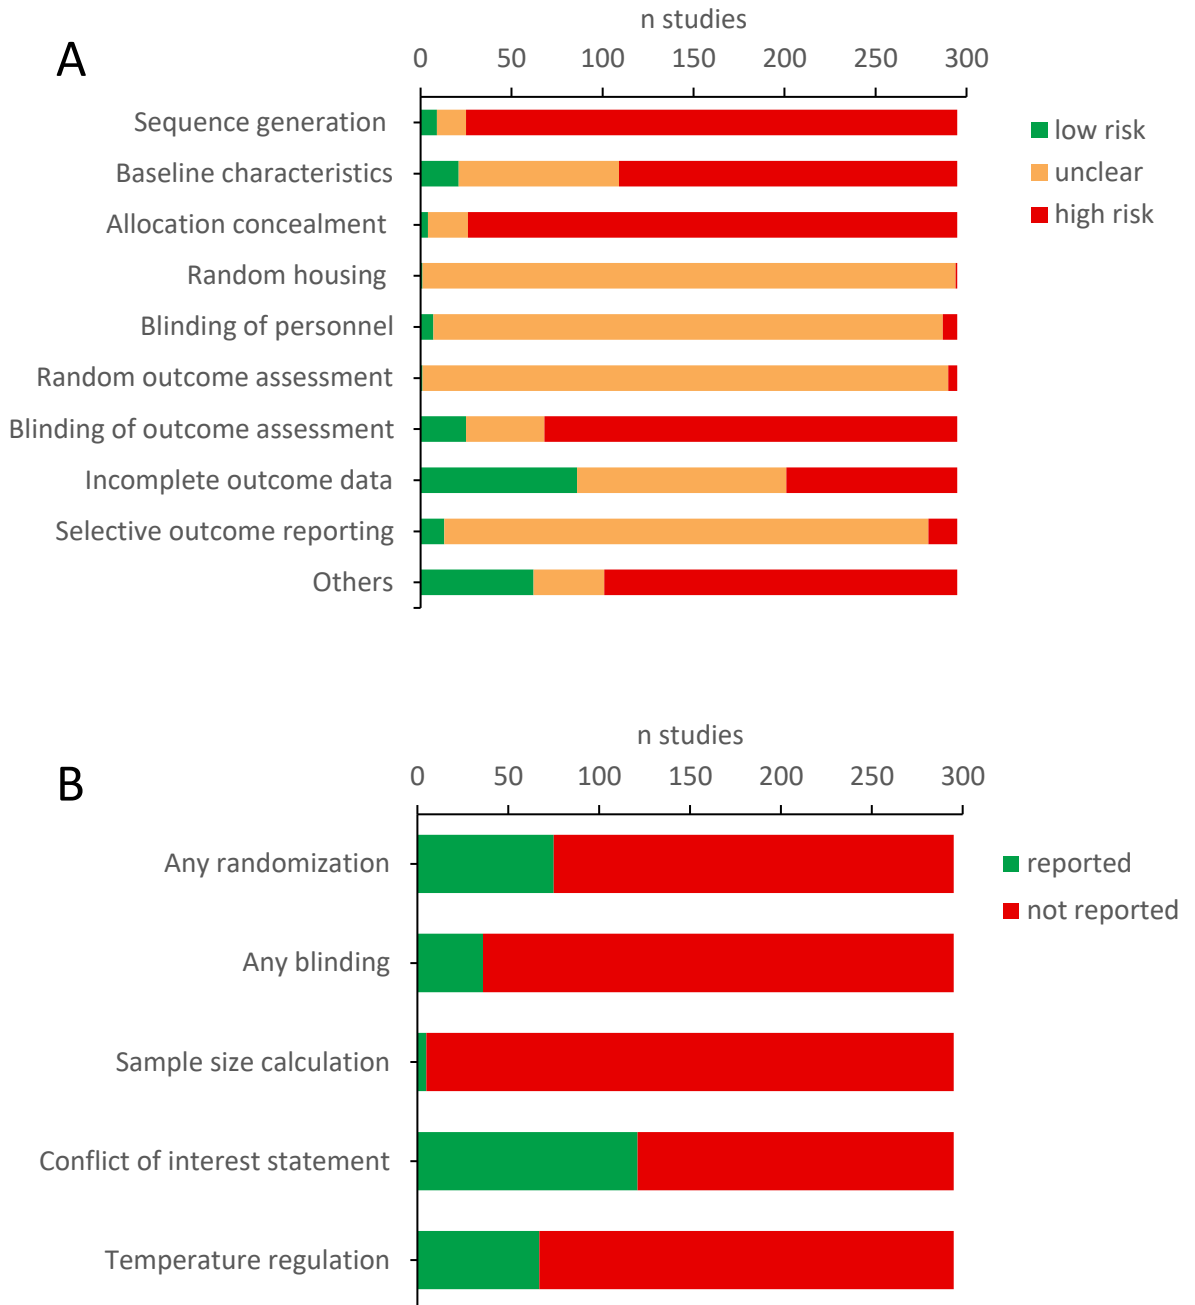 n studies
A
0 50 100 150 200 250 300
Sequence generation
Baseline characteristics
Allocation concealment
Random housing
Blinding of personnel
Random outcome assessment
Blinding of outcome assessment
Incomplete outcome data
Selective outcome reporting
Others
low risk
unclear
high risk
n studies
B
0 50 100 150 200 250 300
Any randomization
Any blinding
Sample size calculation
Conflict of interest statement
Temperature regulation
reported
not reported